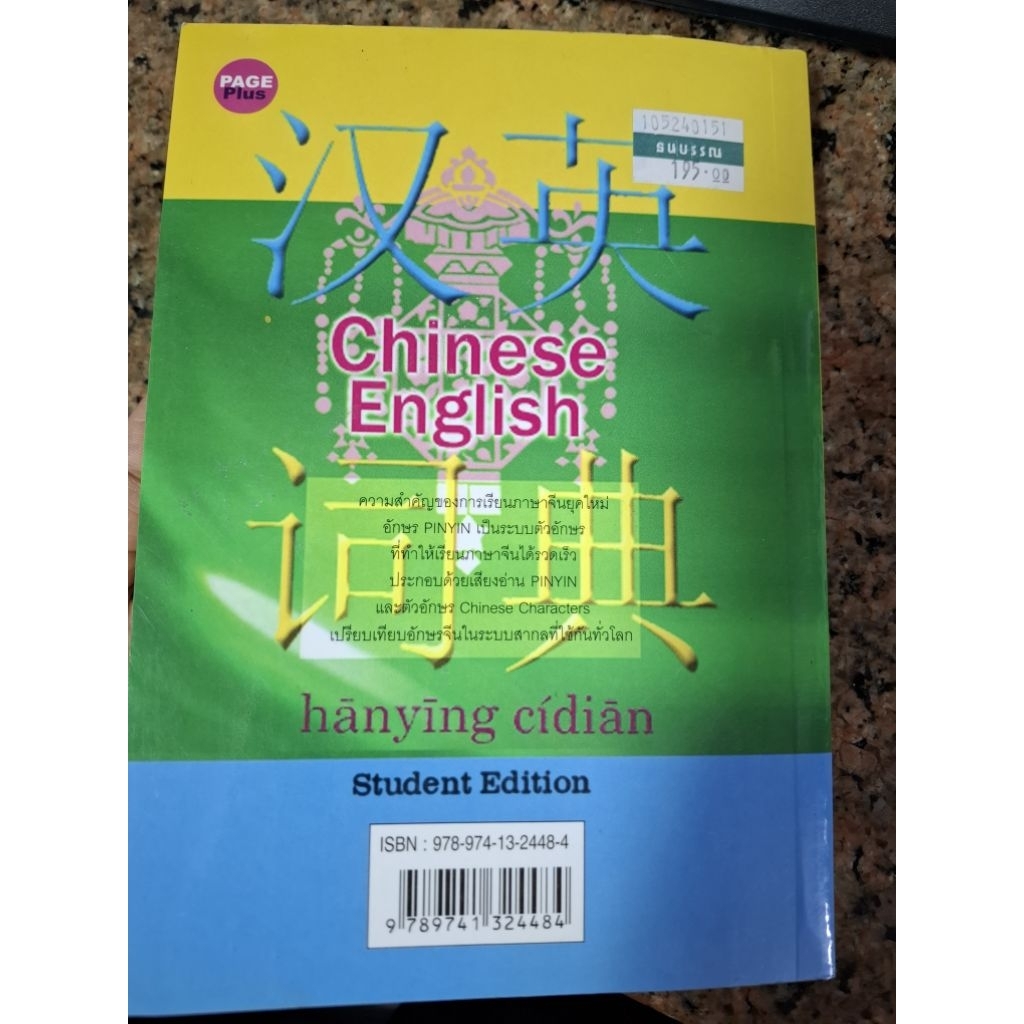 PAGE
Plus
105240151
ธนบรรณ
195.00
汉英
Chinese
English
词典
ความสำคัญของการเรียนภาษาจีนยุคใหม่
อักษร PINYIN เป็นระบบตัวอักษร
ที่ทำให้เรียนภาษาจีนได้รวดเร็ว
ประกอบด้วยเสียงอ่าน PINYIN
และตัวอักษร Chinese Characters
เปรียบเทียบอักษรจีนในระบบสากลที่ใช้กันทั่วโลก
hānyīng cídiān
Student Edition
ISBN : 978-974-13-2448-4
9 789741 324484